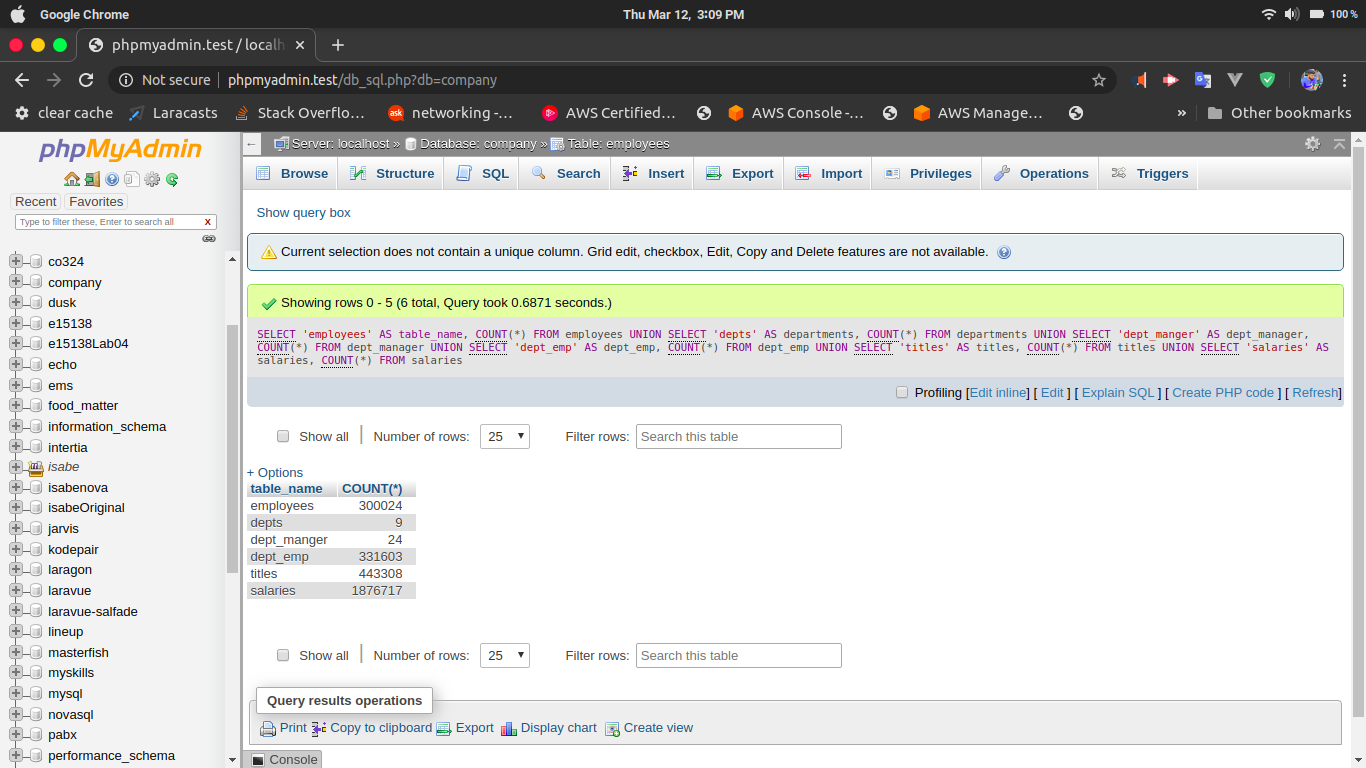 Google Chrome
Thu Mar 12, 3:09 PM
100 %
phpmyadmin.test / localh
Not secure
phpmyadmin.test/db_sql.php?db=company
clear cache
Laracasts
Stack Overflo...
ask
networking -...
AWS Certified...
AWS Console -...
AWS Manage...
»
Other bookmarks
phpMyAdmin
Recent
Favorites
Type to filter these, Enter to search all
X
co324
company
dusk
e15138
e15138Lab04
echo
ems
food_matter
information_schema
intertia
isabe
isabenova
isabeOriginal
jarvis
kodepair
laragon
laravue
laravue-salfade
lineup
masterfish
myskills
mysql
novasql
pabx
performance_schema
Server: localhost » Database: company » Table: employees
Browse
Structure
SQL
Search
Insert
Export
Import
Privileges
Operations
Triggers
Show query box
Current selection does not contain a unique column. Grid edit, checkbox, Edit, Copy and Delete features are not available.
Showing rows 0 - 5 (6 total, Query took 0.6871 seconds.)
SELECT 'employees' AS table_name, COUNT(*) FROM employees UNION SELECT 'depts' AS departments, COUNT(*) FROM departments UNION SELECT 'dept_manger' AS dept_manager,
COUNT(*) FROM dept_manager UNION SELECT 'dept_emp' AS dept_emp, COUNT(*) FROM dept_emp UNION SELECT 'titles' AS titles, COUNT(*) FROM titles UNION SELECT 'salaries' AS
salaries, COUNT(*) FROM salaries
Profiling [Edit inline] [ Edit ] [ Explain SQL ] [ Create PHP code ] [ Refresh]
Show all | Number of rows: 25 Filter rows: Search this table
+ Options
table_name COUNT(*)
employees 300024
depts 9
dept_manger 24
dept_emp 331603
titles 443308
salaries 1876717
Show all | Number of rows: 25 Filter rows: Search this table
Query results operations
Print
Copy to clipboard
Export
Display chart
Create view
Console